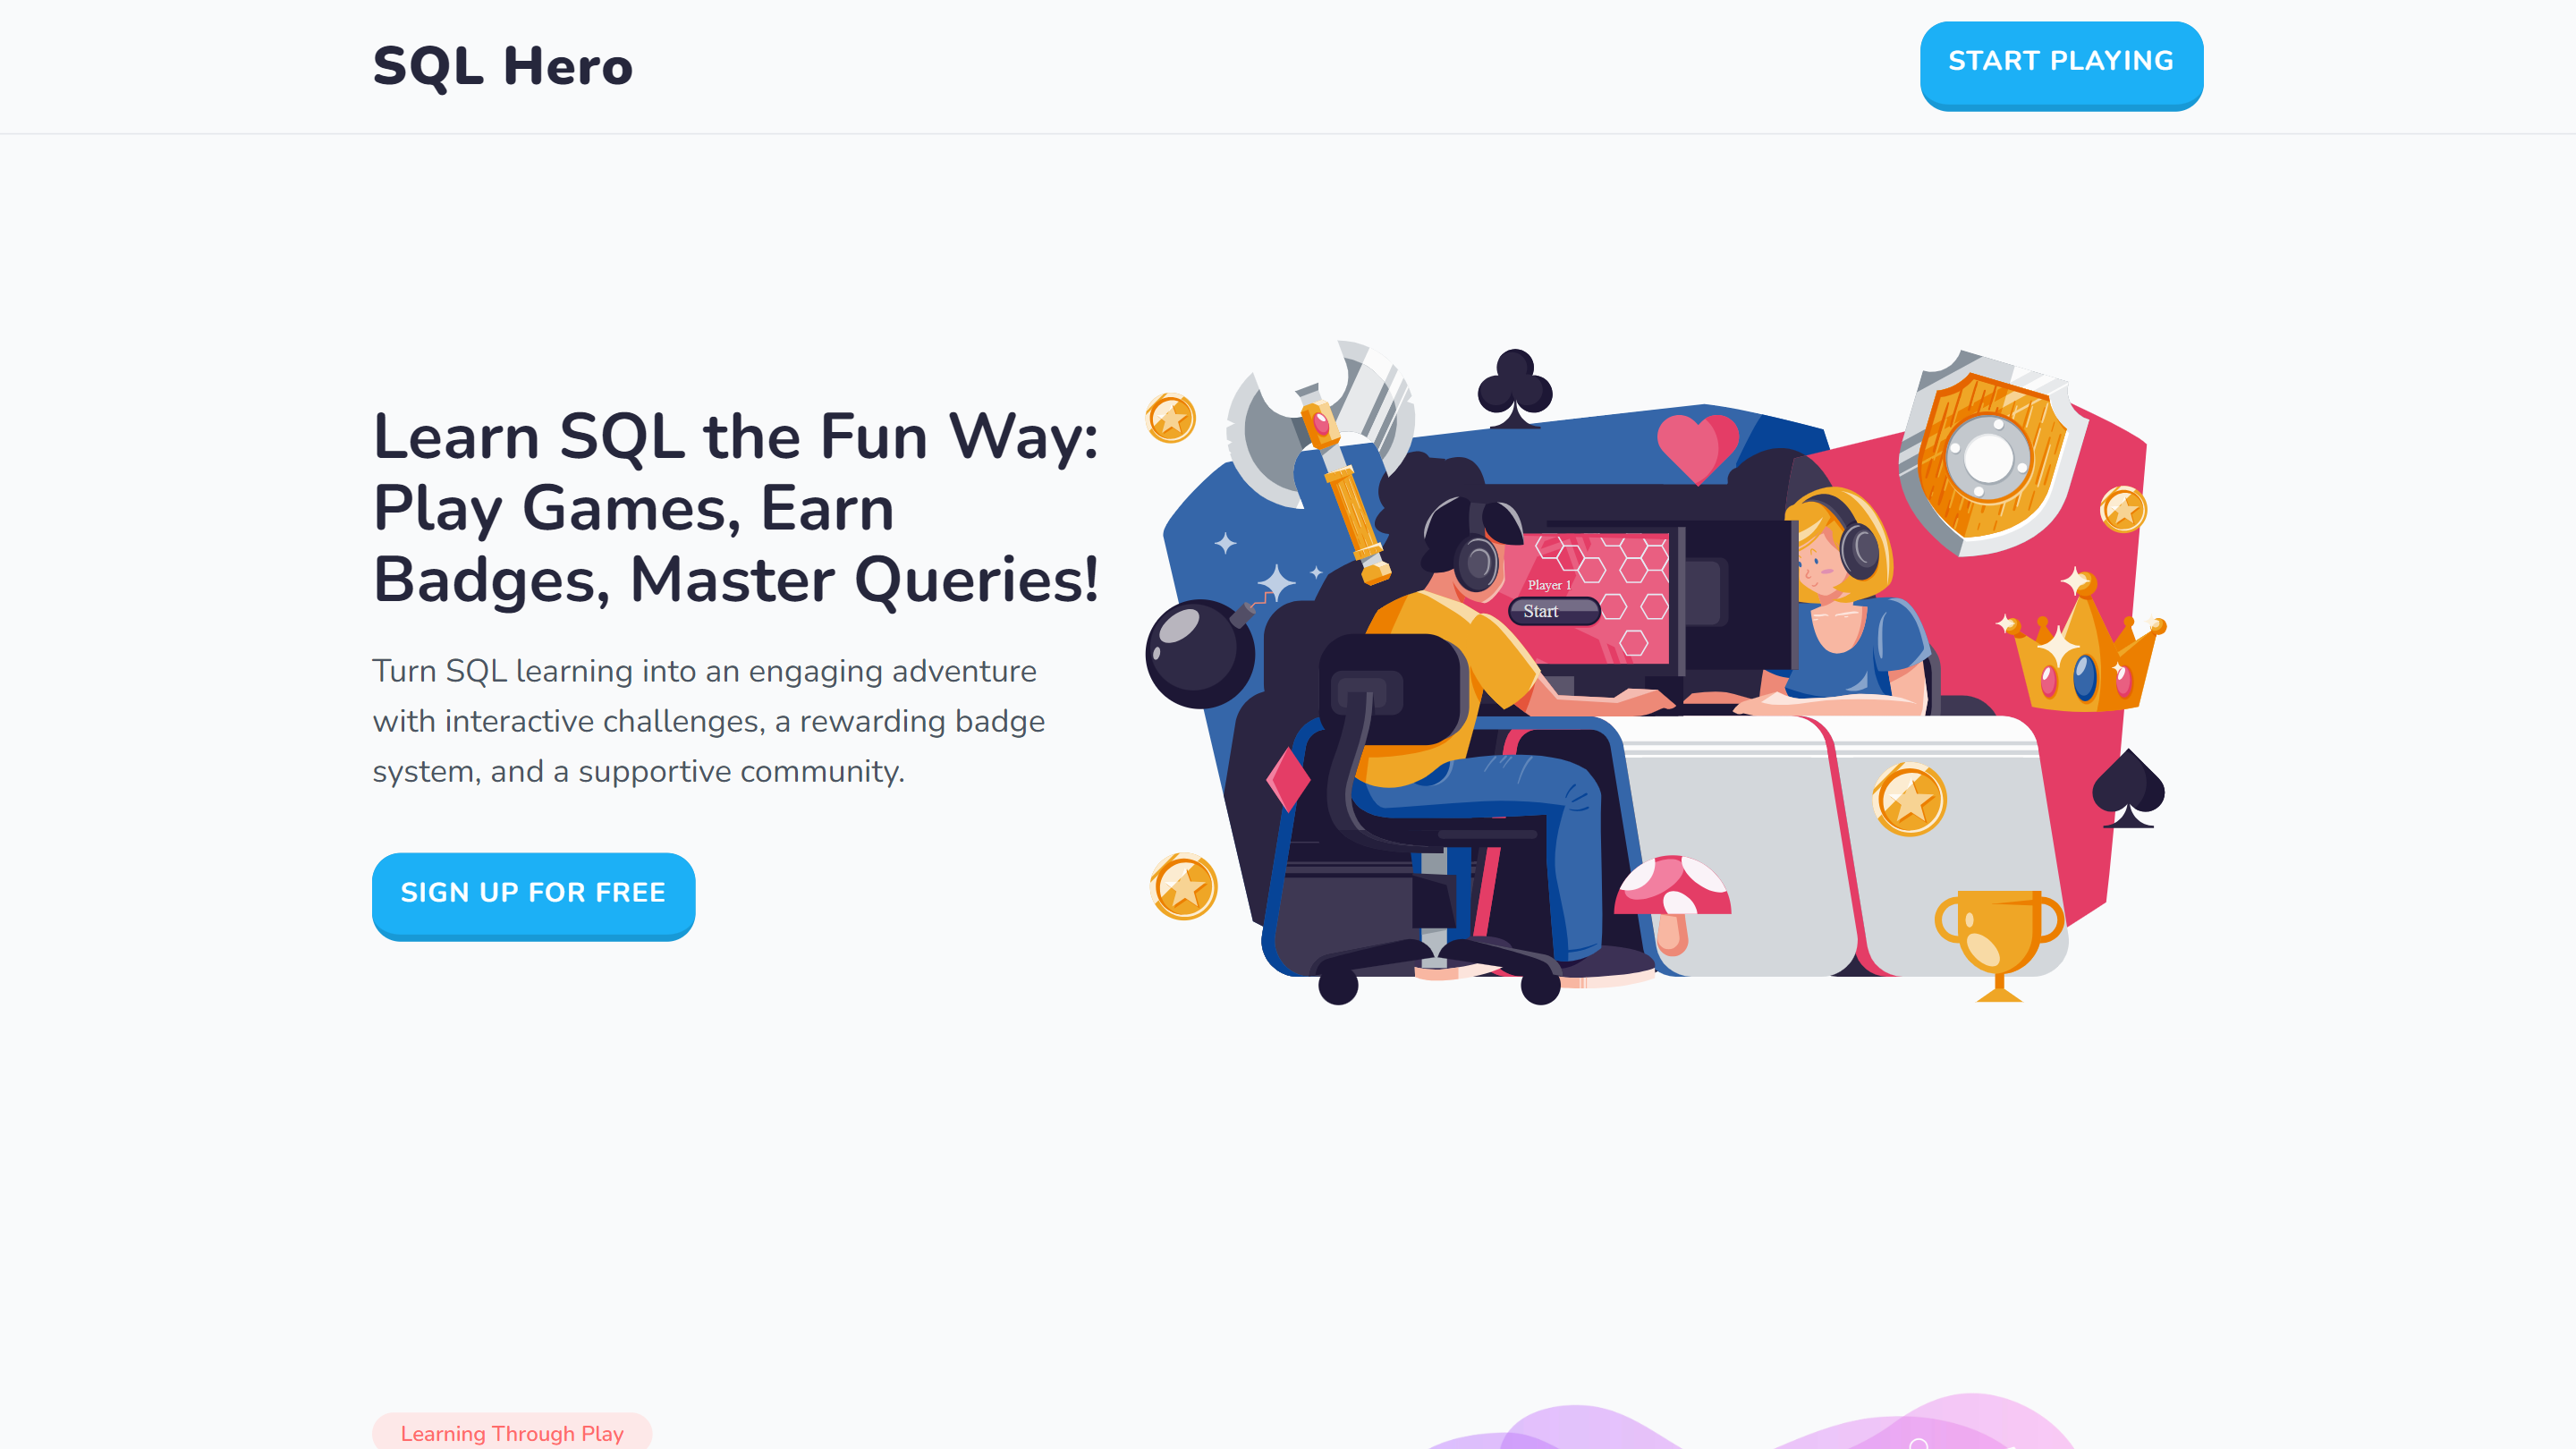 SQL Hero
START PLAYING
Learn SQL the Fun Way:
Play Games, Earn
Badges, Master Queries!
Turn SQL learning into an engaging adventure
with interactive challenges, a rewarding badge
system, and a supportive community.
SIGN UP FOR FREE
Player 1
Start
Learning Through Play